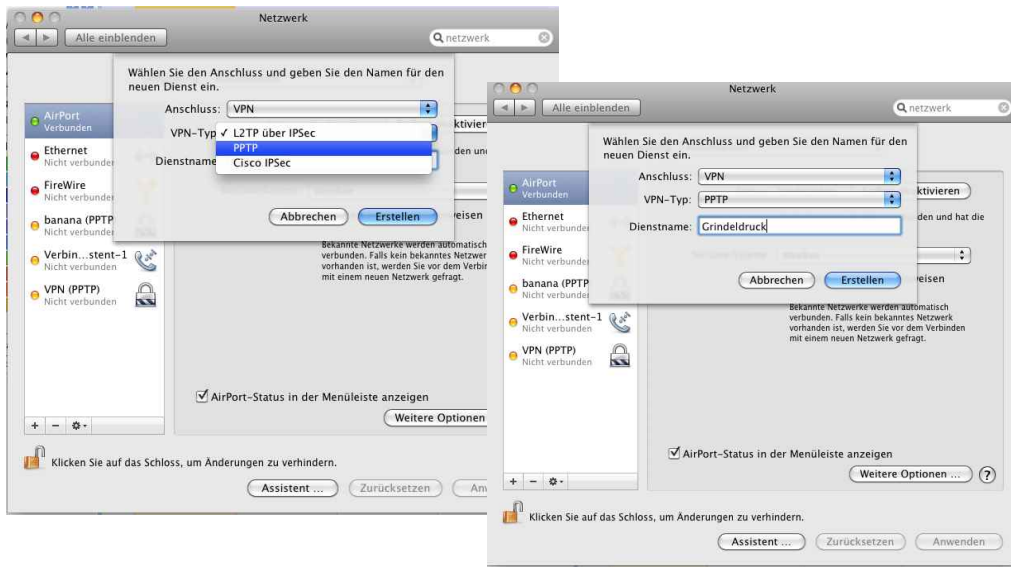 Netzwerk
Alle einblenden
netzwerk
Wählen Sie den Anschluss und geben Sie den Namen für den
neuen Dienst ein.
Anschluss: VPN
VPN-Typ ✓ L2TP über IPSec
PPTP
Cisco IPSec
Dienstname
Abbrechen
Erstellen
AirPort
Verbunden
Ethernet
Nicht verbunden
FireWire
Nicht verbunden
banana (PPTP
Nicht verbunden
Verbin...stent-1
Nicht verbunden
VPN (PPTP)
Nicht verbunden
ktivier
den un
eisen
Bekannte Netzwerke werden automatisch
verbunden. Falls kein bekanntes Netzwer
vorhanden ist, werden Sie vor dem Verbin
mit einem neuen Netzwerk gefragt.
AirPort-Status in der Menüleiste anzeigen
Weitere Optionen
+ −
Klicken Sie auf das Schloss, um Änderungen zu verhindern.
Assistent ...
Zurücksetzen
An
Netzwerk
Alle einblenden
netzwerk
Wählen Sie den Anschluss und geben Sie den Namen für den
neuen Dienst ein.
Anschluss: VPN
VPN-Typ: PPTP
Dienstname: Grindeldruck
Abbrechen
Erstellen
AirPort
Verbunden
Ethernet
Nicht verbunden
FireWire
Nicht verbunden
banana (PPTP
Nicht verbunden
Verbin...stent-1
Nicht verbunden
VPN (PPTP)
Nicht verbunden
ktivieren
den und hat die
eisen
Bekannte Netzwerke werden automatisch
verbunden. Falls kein bekanntes Netzwerk
vorhanden ist, werden Sie vor dem Verbinden
mit einem neuen Netzwerk gefragt.
AirPort-Status in der Menüleiste anzeigen
Weitere Optionen ...
?
+ −
Klicken Sie auf das Schloss, um Änderungen zu verhindern.
Assistent ...
Zurücksetzen
Anwenden